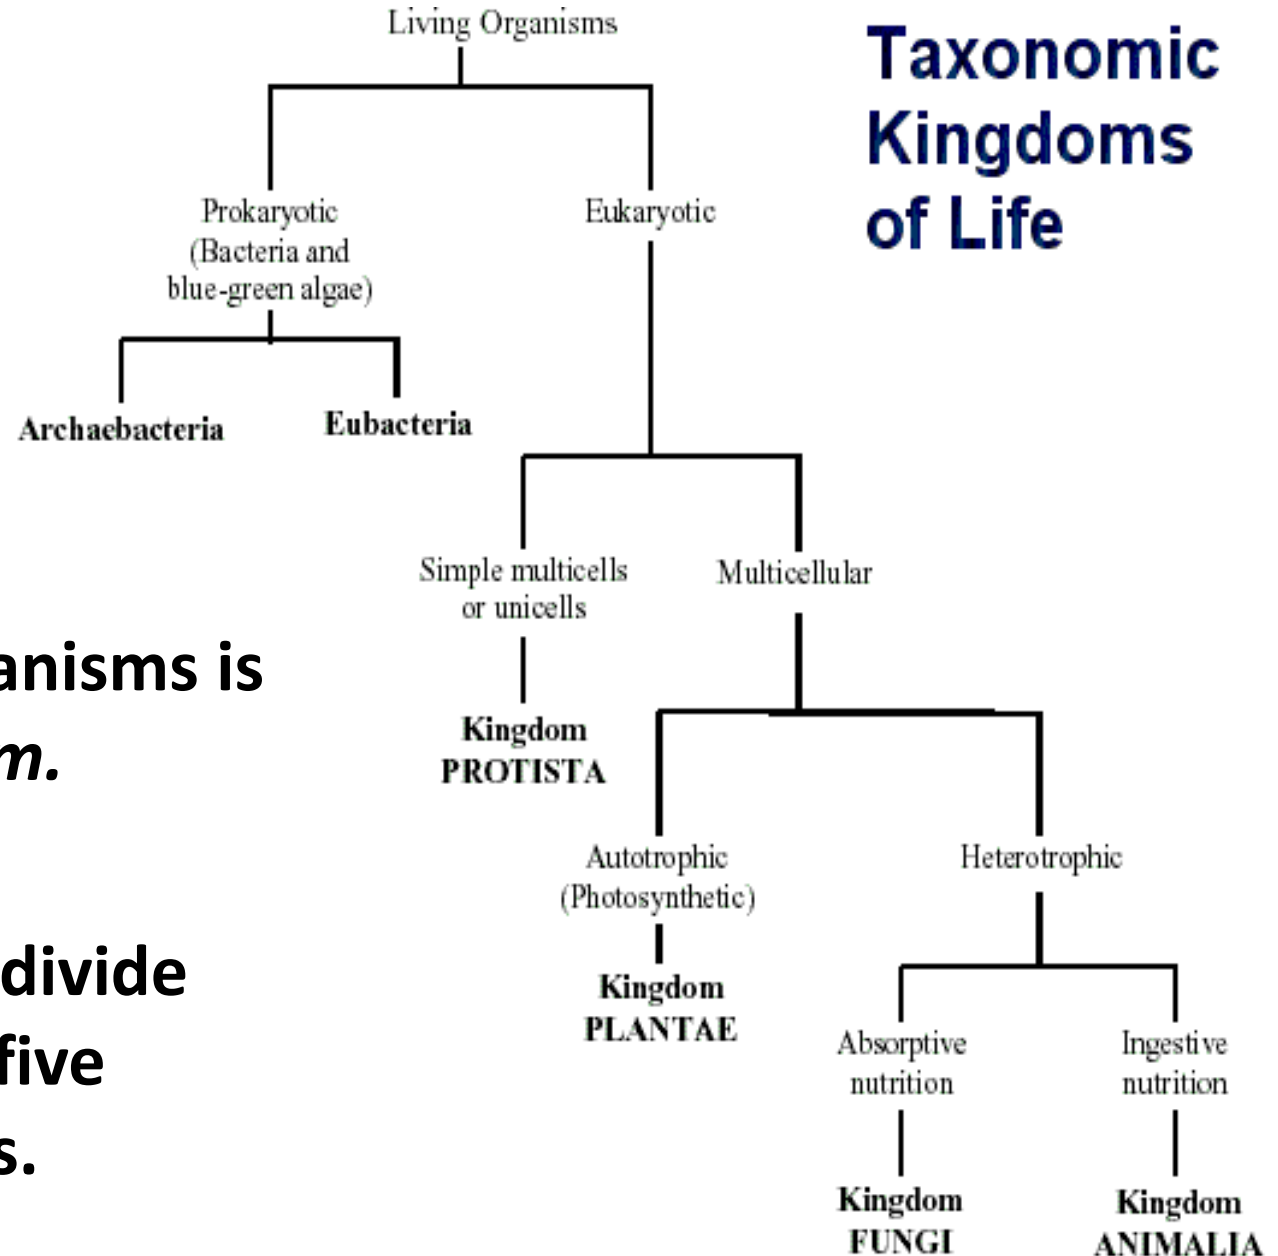 Living Organisms
Taxonomic
Kingdoms
of Life
Prokaryotic
(Bacteria and
blue-green algae)
Eukaryotic
Archaebacteria
Eubacteria
Simple multicells
or unicells
Multicellular
anisms is
m.
Kingdom
PROTISTA
Autotrophic
(Photosynthetic)
Heterotrophic
divide
five
s.
Kingdom
PLANTAE
Absorptive
nutrition
Ingestive
nutrition
Kingdom
FUNGI
Kingdom
ANIMALIA